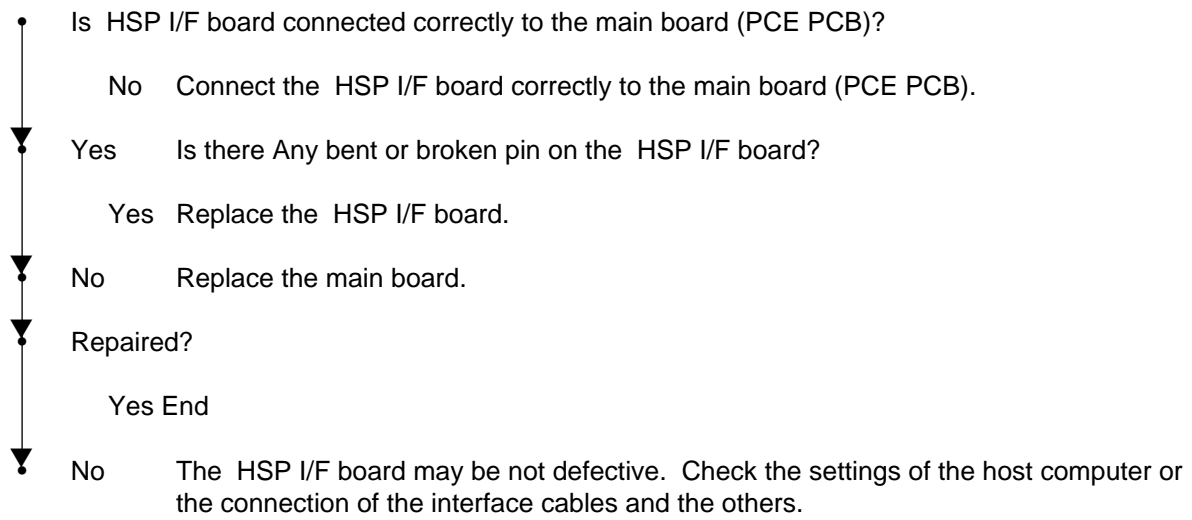 Is HSP I/F board connected correctly to the main board (PCE PCB)?
No Connect the HSP I/F board correctly to the main board (PCE PCB).
Yes Is there Any bent or broken pin on the HSP I/F board?
Yes Replace the HSP I/F board.
No Replace the main board.
Repaired?
Yes End
No The HSP I/F board may be not defective. Check the settings of the host computer or
the connection of the interface cables and the others.